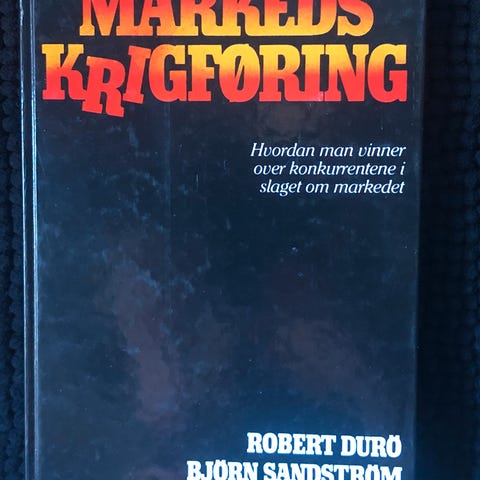 MARKEDS
KRIGFØRING
Hvordan man vinner
over konkurrentene i
slaget om markedet
ROBERT DURÖ
BJÖRN SANDSTRÖM